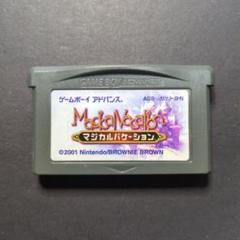 GAME BOY ADVANCE
ゲームボーイ アドバンス
Magical Vacation
マジカルバケーション
©2001 Nintendo/BROWNIE BROWN